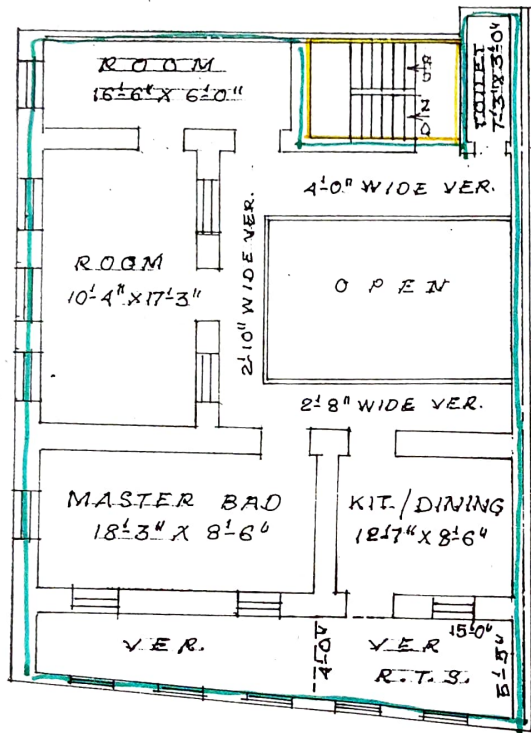 ROOM
16'-6" X 6'-0"
UP
DN
TOILET
7'-3" X 3'-0"
4'-0" WIDE VER.
2'-10" WIDE VER.
ROOM
10'-4" X 17'-3"
OPEN
2'-8" WIDE VER.
MASTER BAD
18'-3" X 8'-6"
KIT./DINING
12'-7" X 8'-6"
VER.
4'-0"
VER
R.T.S.
15'-0"
5'-5"